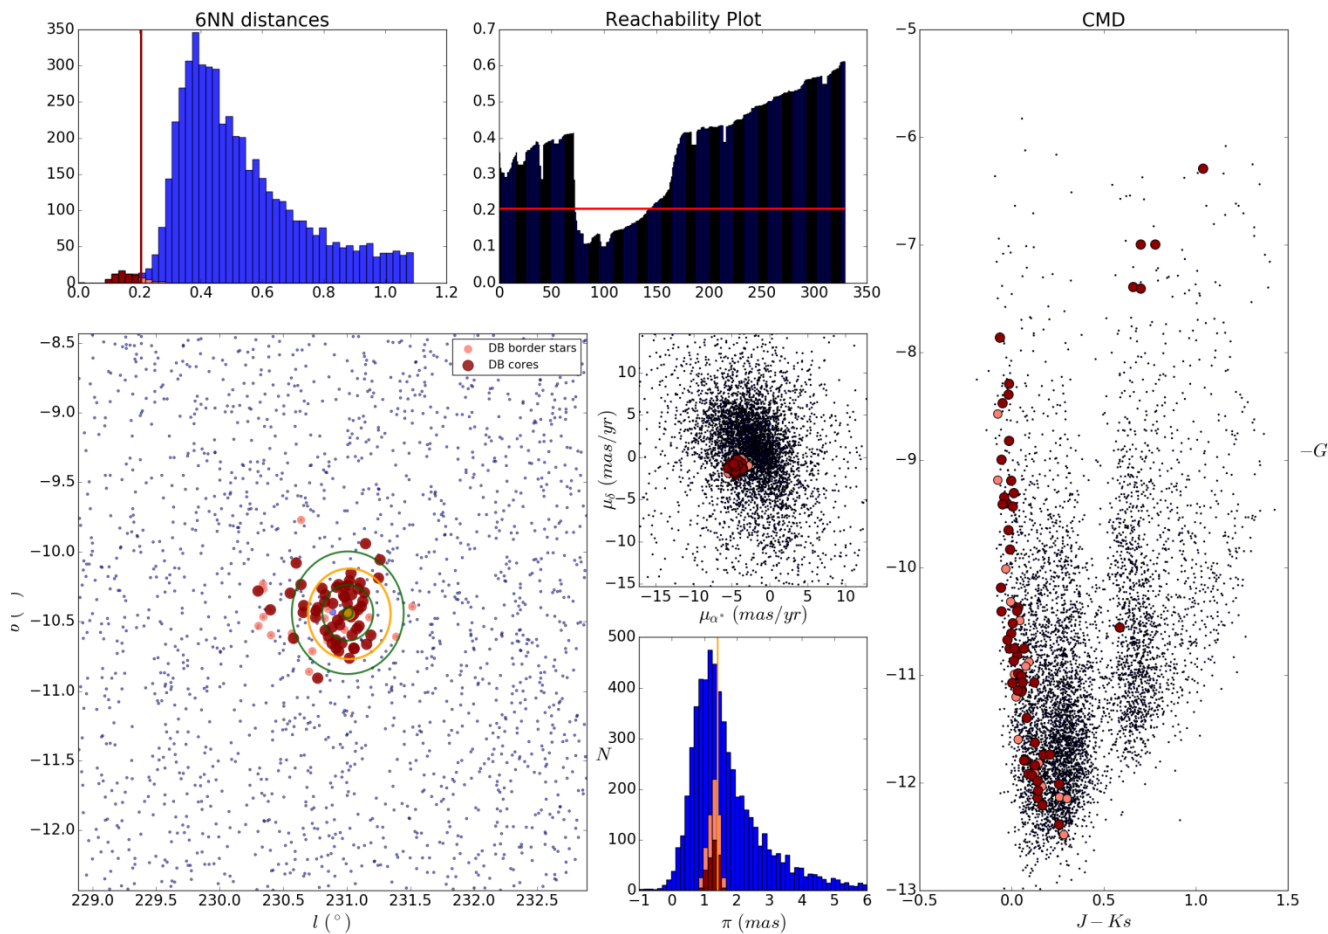 6NN distances
350
300
250
200
150
100
50
0
0.0 0.2 0.4 0.6 0.8 1.0 1.2
Reachability Plot
0.7
0.6
0.5
0.4
0.3
0.2
0.1
0.0
0 50 100 150 200 250 300 350
CMD
−5
−6
−7
−8
−9
−10
−11
−12
−13
−0.5 0.0 0.5 1.0 1.5
J − Ks
−G
DB border stars
DB cores
−8.5
−9.0
−9.5
−10.0
−10.5
−11.0
−11.5
−12.0
229.0 229.5 230.0 230.5 231.0 231.5 232.0 232.5
l (°)
μδ (mas/yr)
10
5
0
−5
−10
−15
−15 −10 −5 0 5 10
μα* (mas/yr)
N
500
400
300
200
100
0
−1 0 1 2 3 4 5 6
π (mas)